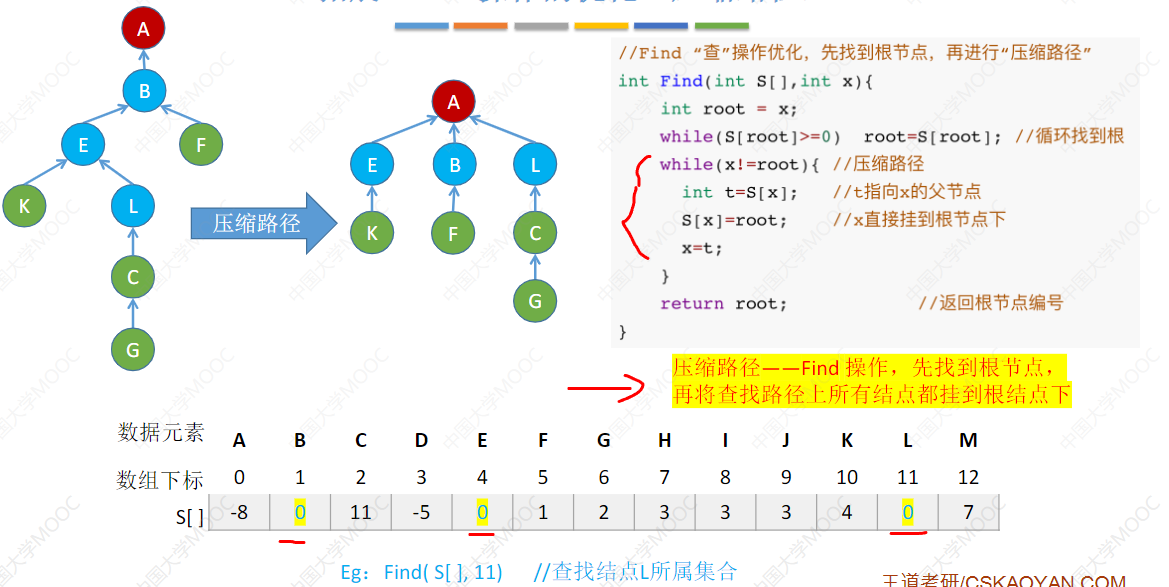 A
B
E
F
K
L
C
G
压缩路径
A
E
B
L
K
F
C
G
//Find “查”操作优化，先找到根节点，再进行“压缩路径”
int Find(int S[],int x){
int root = x;
while(S[root]>=0) root=S[root]; //循环找到根
while(x!=root){ //压缩路径
int t=S[x]; //t指向x的父节点
S[x]=root; //x直接挂到根节点下
x=t;
}
return root; //返回根节点编号
}
压缩路径——Find 操作，先找到根节点，
再将查找路径上所有结点都挂到根结点下
数据元素 A B C D E F G H I J K L M
数组下标 0 1 2 3 4 5 6 7 8 9 10 11 12
S[ ] -8 0 11 -5 0 1 2 3 3 3 4 0 7
Eg：Find( S[ ], 11) //查找结点L所属集合
王道考研/CSKAOYAN.COM
中国大学MOOC